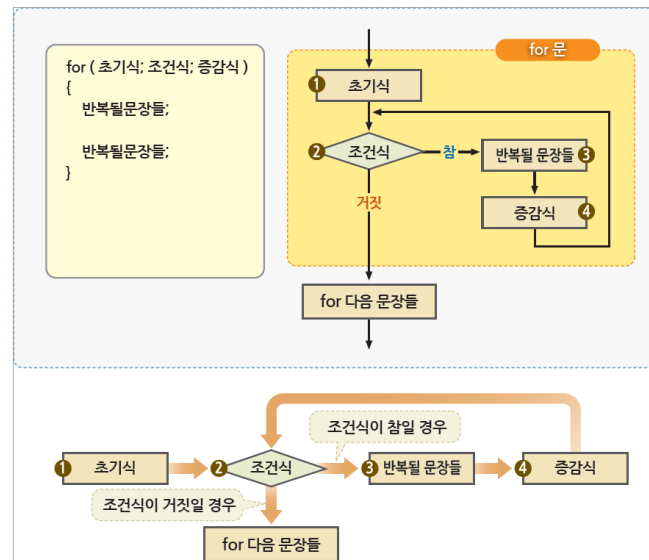 for ( 초기식; 조건식; 증감식 )
{
반복될문장들;
반복될문장들;
}
for 문
1 초기식
2 조건식
참
반복될 문장들 3
거짓
증감식 4
for 다음 문장들
조건식이 참일 경우
1 초기식
2 조건식
3 반복될 문장들
4 증감식
조건식이 거짓일 경우
for 다음 문장들